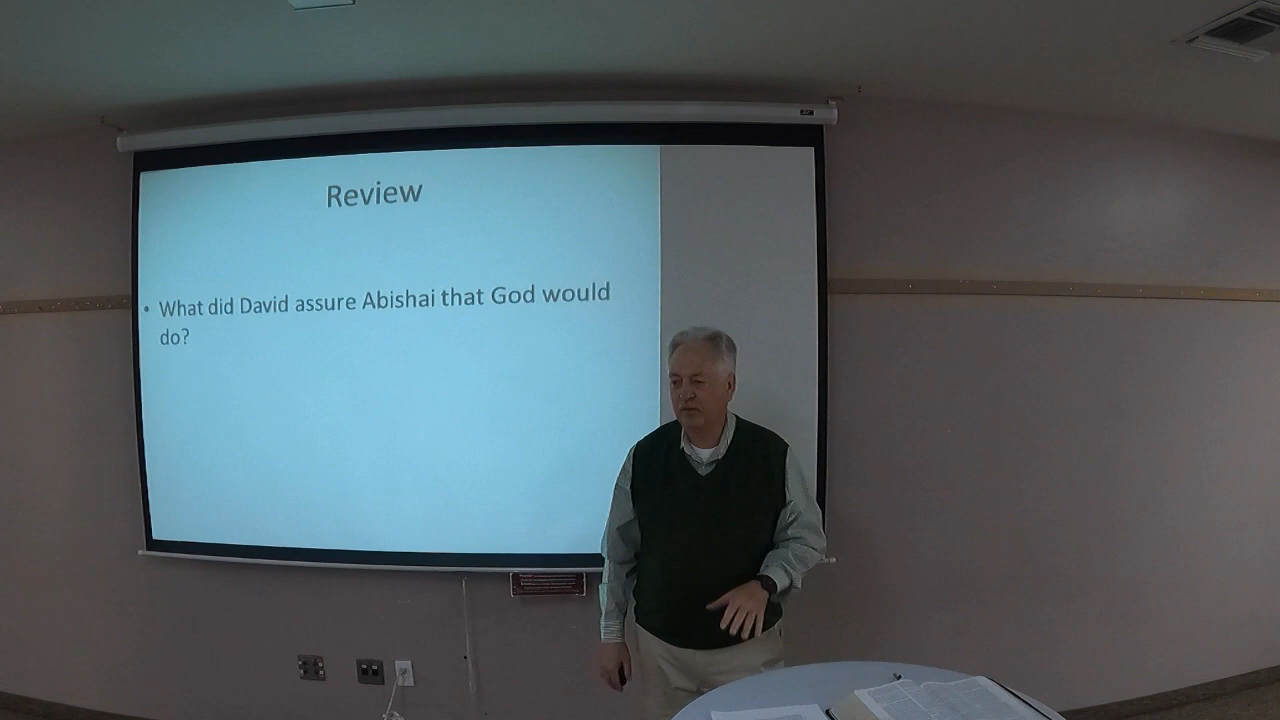 Review
• What did David assure Abishai that God would
do?